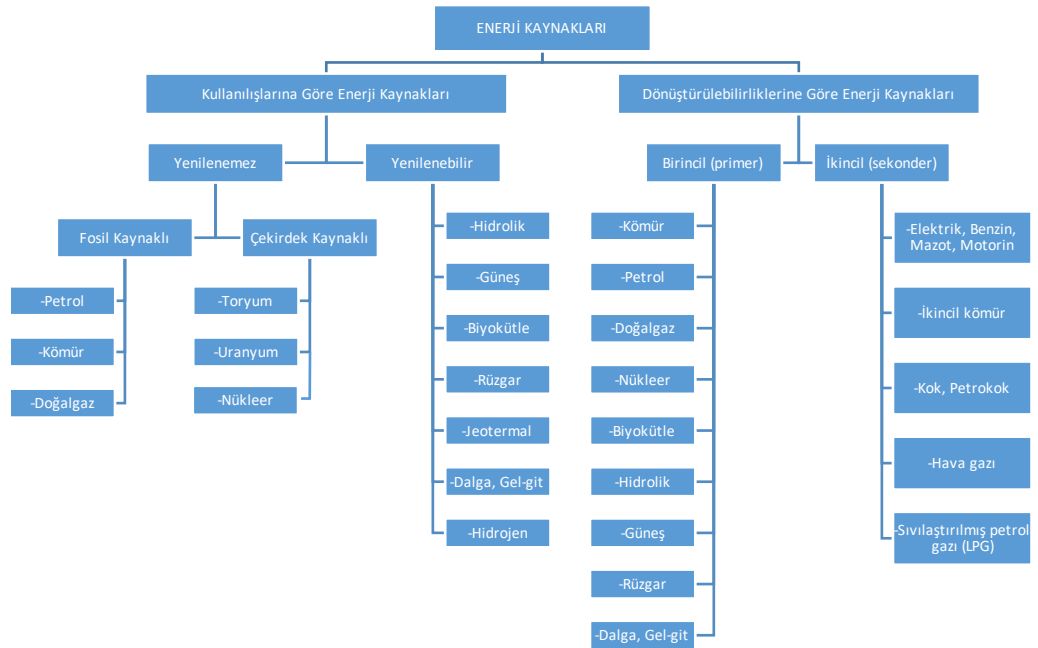 ENERJİ KAYNAKLARI
Kullanılışlarına Göre Enerji Kaynakları
Yenilenemez
Fosil Kaynaklı
-Petrol
-Kömür
-Doğalgaz
Çekirdek Kaynaklı
-Toryum
-Uranyum
-Nükleer
Yenilenebilir
-Hidrolik
-Güneş
-Biyokütle
-Rüzgar
-Jeotermal
-Dalga, Gel-git
-Hidrojen
Dönüştürülebilirliklerine Göre Enerji Kaynakları
Birincil (primer)
-Kömür
-Petrol
-Doğalgaz
-Nükleer
-Biyokütle
-Hidrolik
-Güneş
-Rüzgar
-Dalga, Gel-git
İkincil (sekonder)
-Elektrik, Benzin,
Mazot, Motorin
-İkincil kömür
-Kok, Petrokok
-Hava gazı
-Sıvılaştırılmış petrol
gazı (LPG)